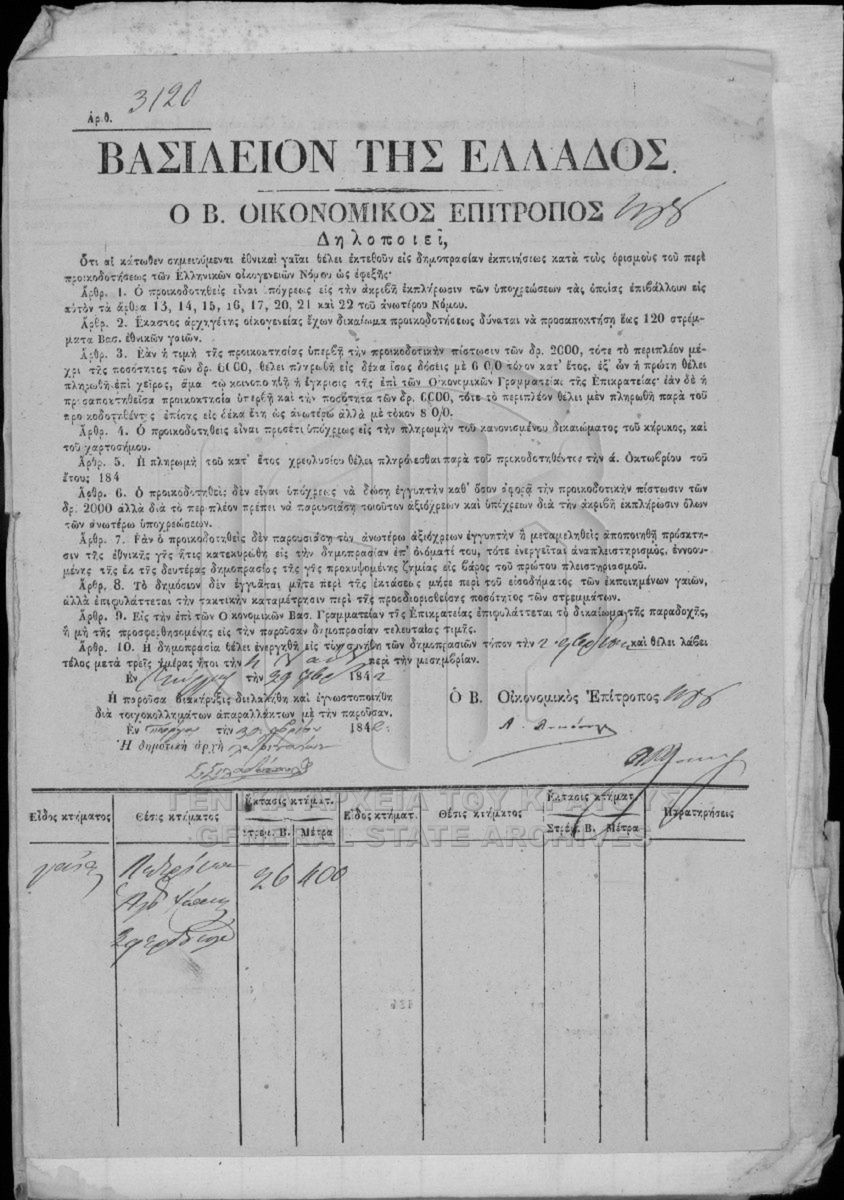 3120
Ἀριθ.
ΒΑΣΙΛΕΙΟΝ ΤΗΣ ΕΛΛΑΔΟΣ.
Ο Β. ΟΙΚΟΝΟΜΙΚΟΣ ΕΠΙΤΡΟΠΟΣ
Δηλοποιεῖ,
Ὅτι αἱ κάτωθεν σημειούμεναι ἐθνικαὶ γαῖαι θέλει ἐκτεθοῦν εἰς δημοπρασίαν ἐκποιήσεως κατὰ τοὺς ὁρισμοὺς τοῦ περὶ
προικοδοτήσεως τῶν Ἑλληνικῶν οἰκογενειῶν Νόμου ὡς ἐφεξῆς·
Ἄρθρ. 1. Ὁ προικοδοτηθεὶς εἶναι ὑπόχρεως εἰς τὴν ἀκριβῆ ἐκπλήρωσιν τῶν ὑποχρεώσεων τὰς ὁποίας ἐπιβάλλουν εἰς
αὐτὸν τὰ ἄρθρα 13, 14, 15, 16, 17, 20, 21 καὶ 22 τοῦ ἀνωτέρου Νόμου.
Ἄρθρ. 2. Ἕκαστος ἀρχηγέτης οἰκογενείας ἔχων δικαίωμα προικοδοτήσεως δύναται νὰ προσαποκτήσῃ ἕως 120 στρέμ-
ματα Βασ. ἐθνικῶν γαιῶν.
Ἄρθρ. 3. Ἐὰν ἡ τιμὴ τῆς προικοκτησίας ὑπερβῇ τὴν προικοδοτικὴν πίστωσιν τῶν δρ. 2000, τότε τὸ περιπλέον μέ-
χρι τῆς ποσότητος τῶν δρ. 6000, θέλει πληρωθῆ εἰς δέκα ἴσας δόσεις μὲ 6 0/0 τόκον κατ' ἔτος, ἐξ' ὧν ἡ πρώτη θέλει
πληρωθῆ ἐπὶ χεῖρος, ἅμα τῷ κοινοποιηθῇ ἡ ἔγκρισις τῆς ἐπὶ τῶν Οἰκονομικῶν Γραμματείας τῆς Ἐπικρατείας· ἐὰν δὲ ἡ
προσαποκτηθεῖσα προικοκτησία ὑπερβῇ καὶ τὴν ποσότητα τῶν δρ. 6000, τότε τὸ περιπλέον θέλει μὲν πληρωθῆ παρὰ τοῦ
προικοδοτηθέντος ἐπίσης εἰς δέκα ἔτη ὡς ἀνωτέρω ἀλλὰ μὲ τόκον 8 0/0.
Ἄρθρ. 4. Ὁ προικοδοτηθεὶς εἶναι προσέτι ὑπόχρεως εἰς τὴν πληρωμὴν τοῦ κανονισμένου δικαιώματος τοῦ κήρυκος, καὶ
τοῦ χαρτοσήμου.
Ἄρθρ. 5. Ἡ πληρωμὴ τοῦ κατ' ἔτος χρεολυσίου θέλει πληρόνεσθαι παρὰ τοῦ προικοδοτηθέντος τὴν ά. Ὀκτωβρίου τοῦ
ἔτους 184
Ἄρθρ. 6. Ὁ προικοδοτηθεὶς δὲν εἶναι ὑπόχρεως νὰ δώσῃ ἐγγυητὴν καθ' ὅσον ἀφορᾷ τὴν προικοδοτικὴν πίστωσιν τῶν
δρ. 2000 ἀλλὰ διὰ τὸ περιπλέον πρέπει νὰ παρουσιάσῃ τοιοῦτον ἀξιόχρεων καὶ ὑπόχρεων διὰ τὴν ἀκριβῆ ἐκπλήρωσιν ὅλων
τῶν ἀνωτέρω ὑποχρεώσεων.
Ἄρθρ. 7. Ἐὰν ὁ προικοδοτηθεὶς δὲν παρουσιάσῃ τὸν ἀνωτέρω ἀξιόχρεων ἐγγυητὴν ἢ μεταμεληθεὶς ἀποποιηθῇ πρόσκτη-
σιν τῆς ἐθνικῆς γῆς ἥτις κατεκυρώθη εἰς τὴν δημοπρασίαν ἐπ' ὀνόματί του, τότε ἐνεργεῖται ἀναπλειστηρισμὸς, ἐννοου-
μένης τῆς ἐκ τῆς δευτέρας δημοπρασίας τῆς γῆς προκυψομένης ζημίας εἰς βάρος τοῦ πρώτου πλειστηριασμοῦ.
Ἄρθρ. 8. Τὸ δημόσιον δὲν ἐγγυᾶται μήτε περὶ τῆς ἐκτάσεως μήτε περὶ τοῦ εἰσοδήματος τῶν ἐκποιημένων γαιῶν,
ἀλλὰ ἐπιφυλάττεται τὴν τακτικὴν καταμέτρησιν περὶ τῆς προσδιορισθείσης ποσότητος τῶν στρεμμάτων.
Ἄρθρ. 9. Εἰς τὴν ἐπὶ τῶν Οἰκονομικῶν Βασ. Γραμματείαν τῆς Ἐπικρατείας ἐπιφυλάττεται τὸ δικαίωμα τῆς παραδοχῆς,
ἢ μὴ τῆς προσφερθησομένης εἰς τὴν παροῦσαν δημοπρασίαν τελευταίας τιμῆς.
Ἄρθρ. 10. Ἡ δημοπρασία θέλει ἐνεργηθῆ εἰς τὸν συνήθη τῶν δημοπρασιῶν τόπον τὴν καὶ θέλει λάβει
τέλος μετὰ τρεῖς ἡμέρας ἤτοι τὴν περὶ τὴν μεσημβρίαν.
Ἐν τὴν 29 184
Ἡ παροῦσα διακήρυξις διελαλήθη καὶ ἐγνωστοποιήθη
διὰ τοιχοκολλημάτων ἀπαραλλάκτων μὲ τὴν παροῦσαν.
Ὁ Β. Οἰκονομικὸς Ἐπίτροπος
Ἐν τὴν 184
Ἡ δημοτικὴ ἀρχὴ
ΓΕΝΙΚΑ ΑΡΧΕΙΑ ΤΟΥ ΚΡΑΤΟΥΣ
GENERAL STATE ARCHIVES
Εἶδος κτήματος Θέσις κτήματος Ἔκτασις κτήματ. Εἶδος κτήματ. Θέσις κτήματος Ἔκτασις κτήματ. Παρατηρήσεις
Στρέμ. Β. Μέτρα Στρέμ. Β. Μέτρα
γαῖα 26 400